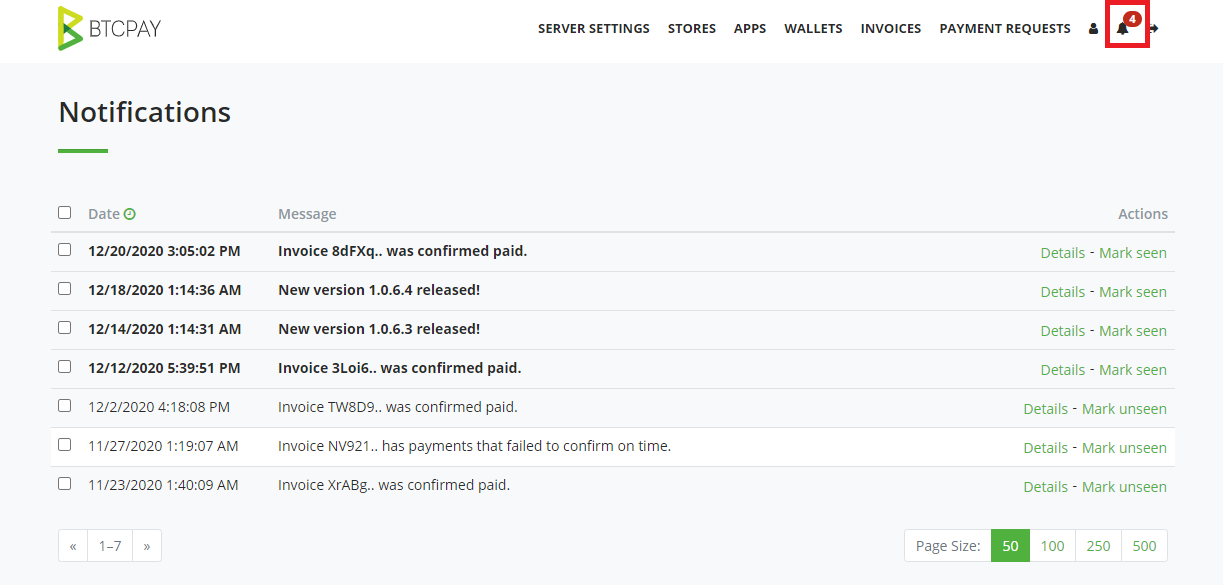 BTCPAY SERVER SETTINGS STORES APPS WALLETS INVOICES PAYMENT REQUESTS 4
Notifications
Date Message Actions
12/20/2020 3:05:02 PM Invoice 8dFXq.. was confirmed paid. Details - Mark seen
12/18/2020 1:14:36 AM New version 1.0.6.4 released! Details - Mark seen
12/14/2020 1:14:31 AM New version 1.0.6.3 released! Details - Mark seen
12/12/2020 5:39:51 PM Invoice 3Loi6.. was confirmed paid. Details - Mark seen
12/2/2020 4:18:08 PM Invoice TW8D9.. was confirmed paid. Details - Mark unseen
11/27/2020 1:19:07 AM Invoice NV921.. has payments that failed to confirm on time. Details - Mark unseen
11/23/2020 1:40:09 AM Invoice XrABg.. was confirmed paid. Details - Mark unseen
« 1–7 » Page Size: 50 100 250 500